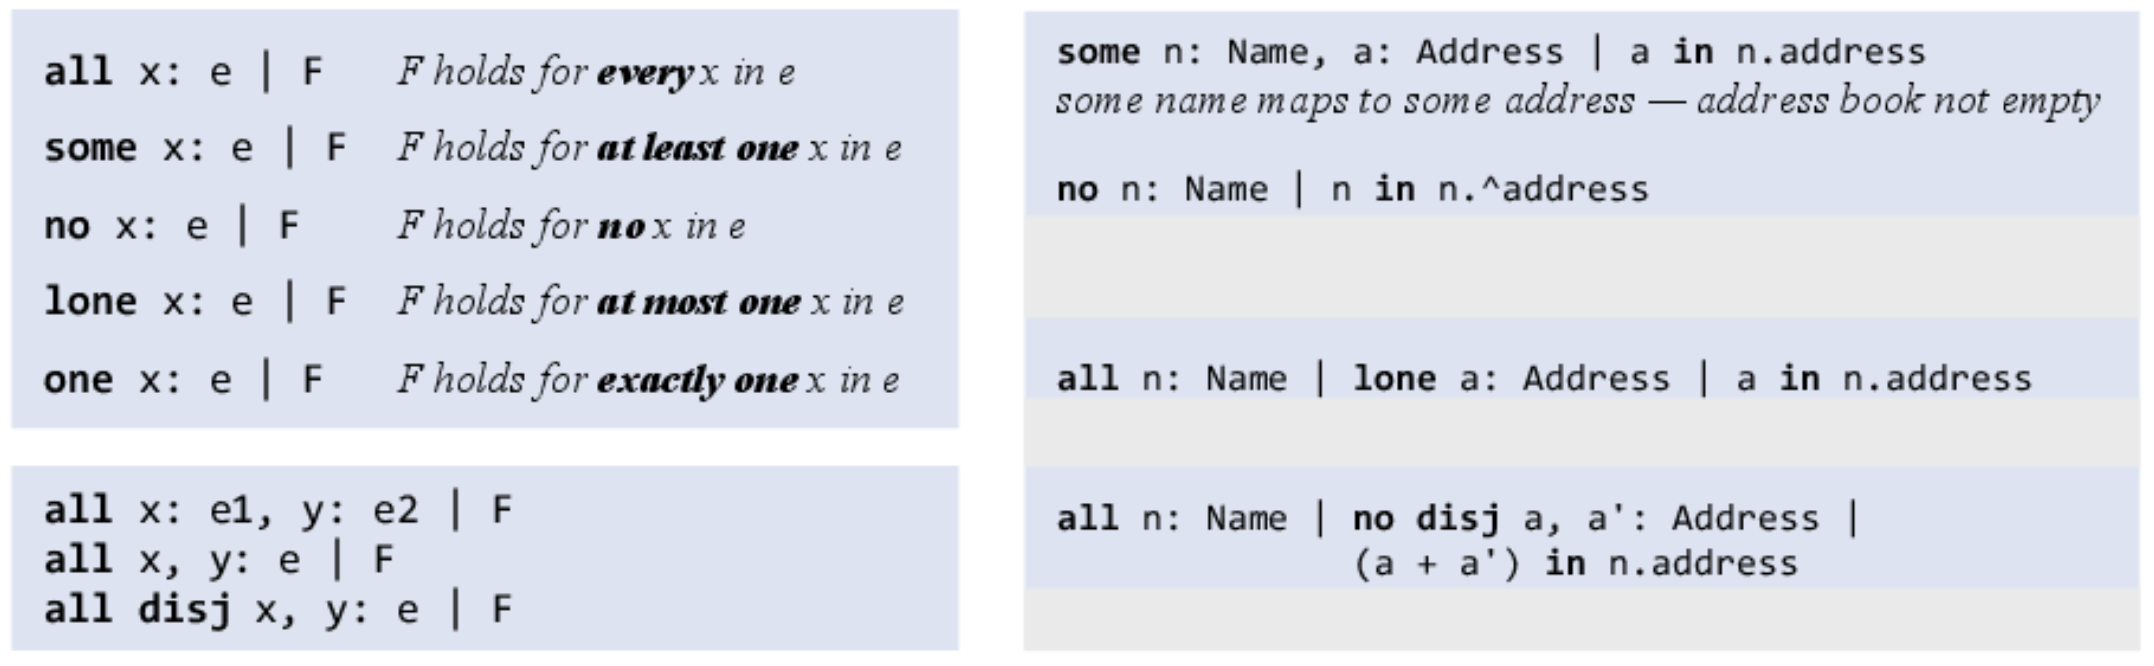 all x: e | F F holds for every x in e
some x: e | F F holds for at least one x in e
no x: e | F F holds for no x in e
lone x: e | F F holds for at most one x in e
one x: e | F F holds for exactly one x in e
all x: e1, y: e2 | F
all x, y: e | F
all disj x, y: e | F
some n: Name, a: Address | a in n.address
some name maps to some address — address book not empty
no n: Name | n in n.^address
all n: Name | lone a: Address | a in n.address
all n: Name | no disj a, a': Address |
(a + a') in n.address